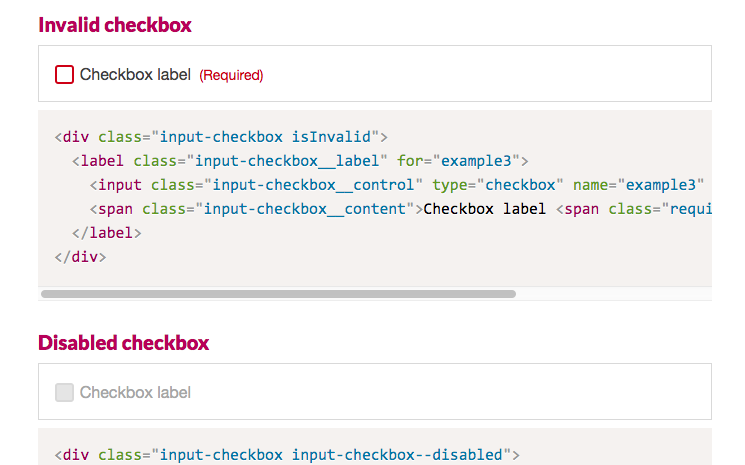 Invalid checkbox
Checkbox label (Required)
<div class="input-checkbox isInvalid">
<label class="input-checkbox__label" for="example3">
<input class="input-checkbox__control" type="checkbox" name="example3"
<span class="input-checkbox__content">Checkbox label <span class="requi
</label>
</div>
Disabled checkbox
Checkbox label
<div class="input-checkbox input-checkbox--disabled">